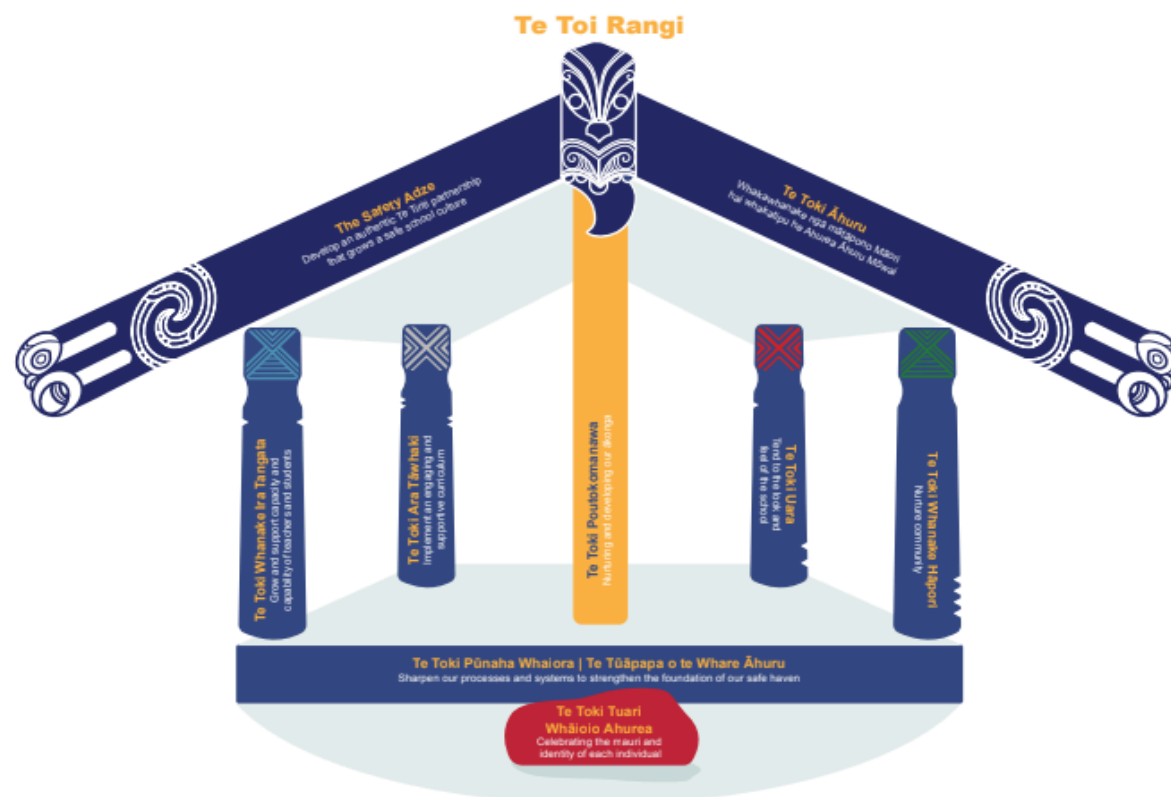 Te Toi Rangi
The Safety Adze
Develop an authentic Te Tiriti partnership
that grows a safe school culture
Te Toki Āhuru
Whakawhanake ngā mātāpono Māori
hai whakatipu he Ahurea Āhuru Mōwai
Te Toki Whanake Ira Tangata
Grow and support capacity and
capability of teachers and students
Te Toki Ara Tāwhaki
Implement an engaging and
supportive curriculum
Te Toki Poutokomanawa
Nurturing and developing our ākonga
Te Toki Uara
Tend to the look and
feel of the school
Te Toki Whanake Hāpori
Nurture community
Te Toki Pūnaha Whaiora | Te Tūāpapa o te Whare Āhuru
Sharpen our processes and systems to strengthen the foundation of our safe haven
Te Toki Tuari
Whāioio Ahurea
Celebrating the mauri and
identity of each individual